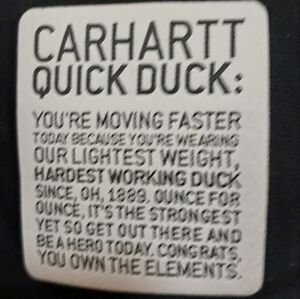 CARHARTT
QUICK DUCK:
YOU'RE MOVING FASTER
TODAY BECAUSE YOU'RE WEARING
OUR LIGHTEST WEIGHT,
HARDEST WORKING DUCK
SINCE, OH, 1889. OUNCE FOR
OUNCE, IT'S THE STRONGEST
YET SO GET OUT THERE AND
BE A HERO TODAY. CONGRATS,
YOU OWN THE ELEMENTS.